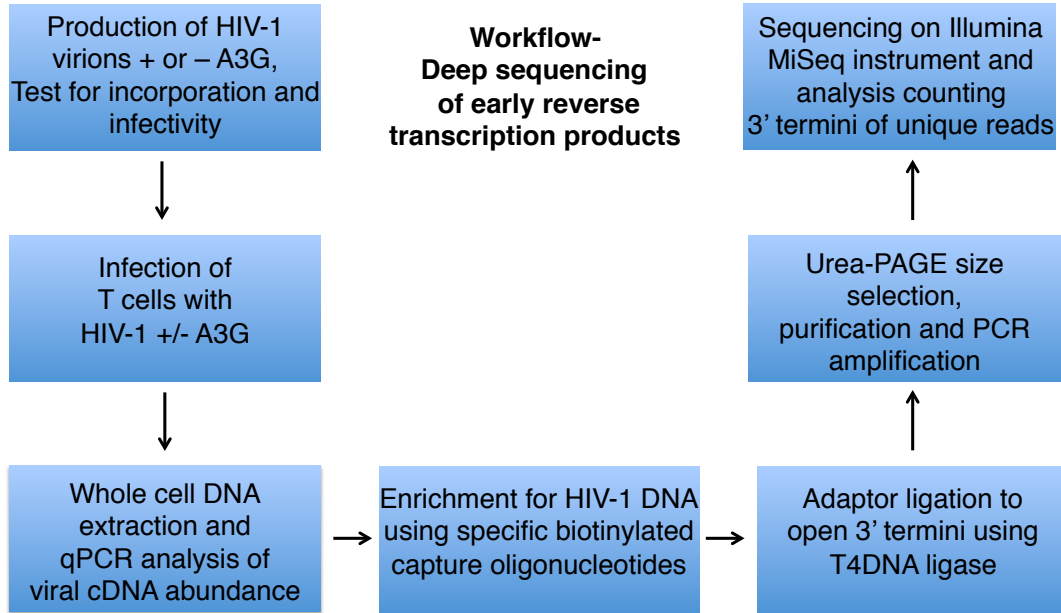 Production of HIV-1
virions + or – A3G,
Test for incorporation and
infectivity
Workflow-
Deep sequencing
of early reverse
transcription products
Sequencing on Illumina
MiSeq instrument and
analysis counting
3’ termini of unique reads
Infection of
T cells with
HIV-1 +/- A3G
Urea-PAGE size
selection,
purification and PCR
amplification
Whole cell DNA
extraction and
qPCR analysis of
viral cDNA abundance
Enrichment for HIV-1 DNA
using specific biotinylated
capture oligonucleotides
Adaptor ligation to
open 3’ termini using
T4DNA ligase